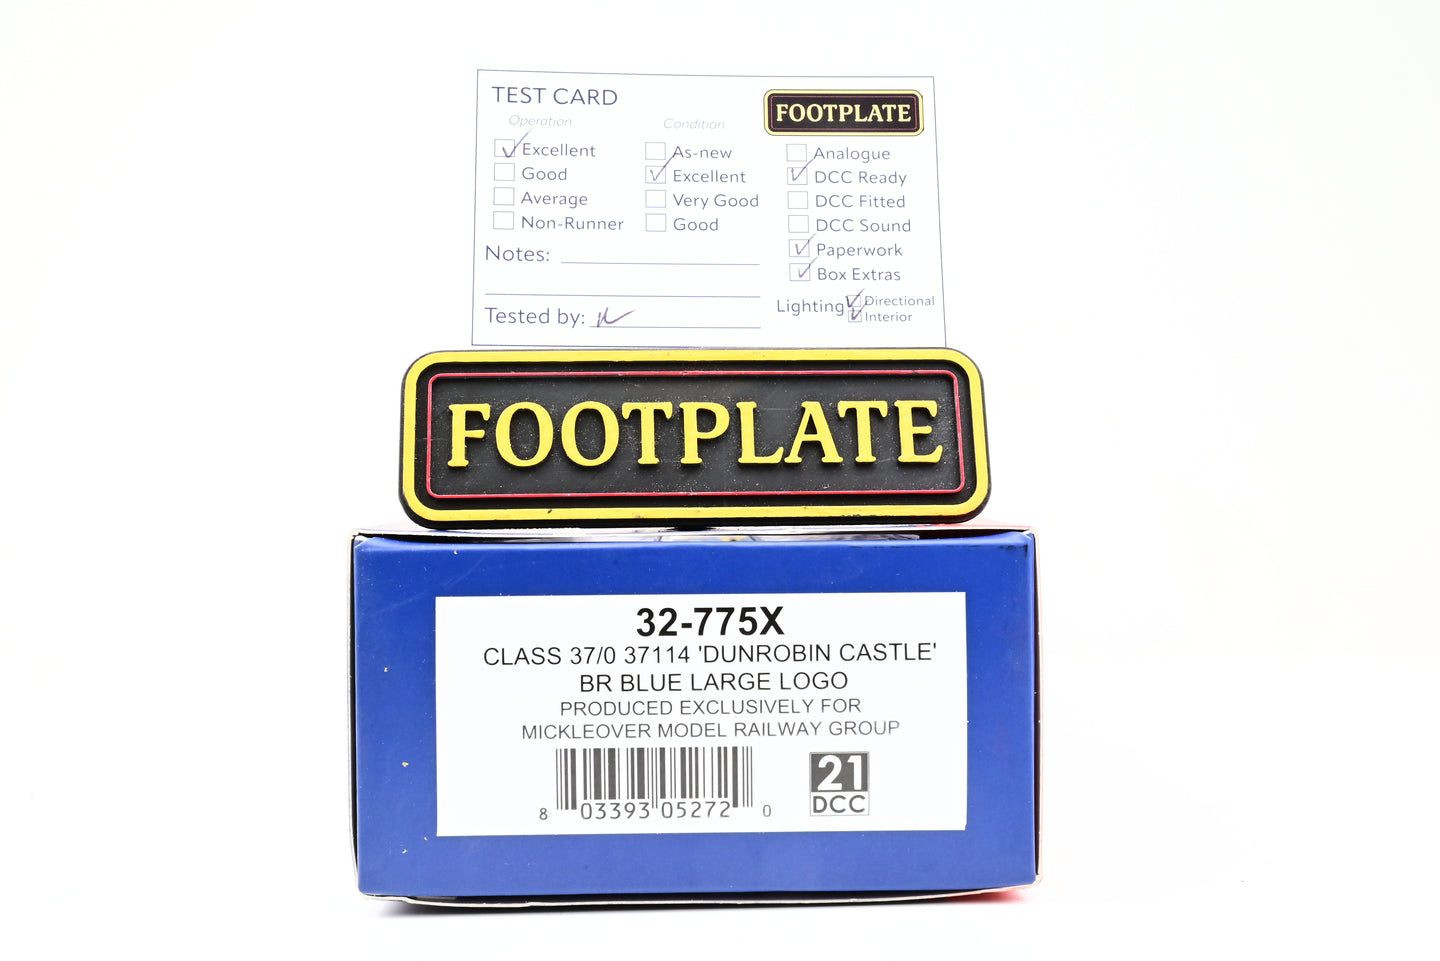 TEST CARD
FOOTPLATE
Operation
Excellent
Good
Average
Non-Runner
Condition
As-new
Excellent
Very Good
Good
Analogue
DCC Ready
DCC Fitted
DCC Sound
Paperwork
Box Extras
Notes:
Lighting
Directional
Interior
Tested by:
FOOTPLATE
32-775X
CLASS 37/0 37114 'DUNROBIN CASTLE'
BR BLUE LARGE LOGO
PRODUCED EXCLUSIVELY FOR
MICKLEOVER MODEL RAILWAY GROUP
8 03393 05272 0
21
DCC